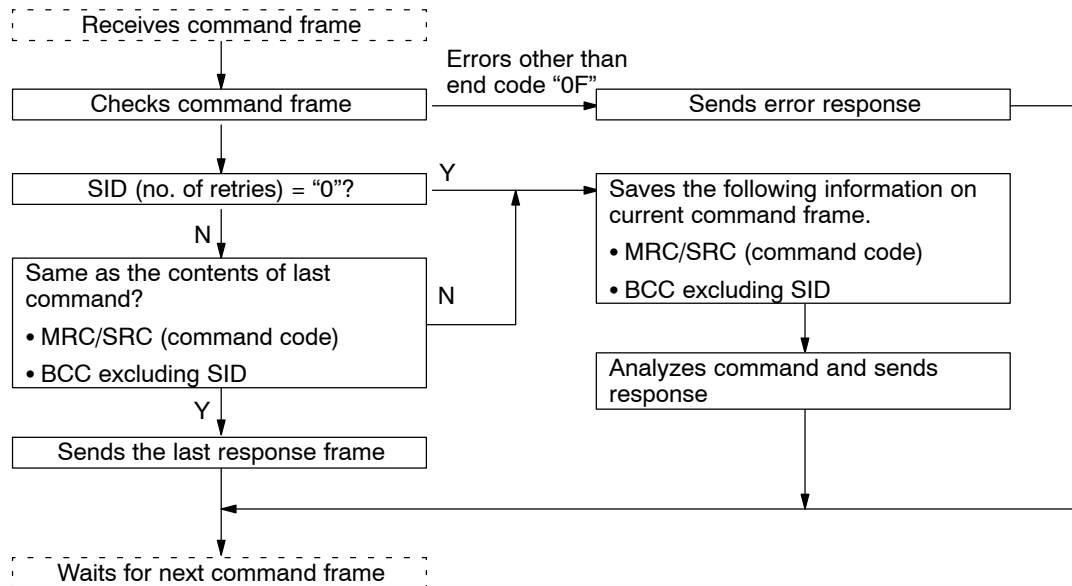 Receives command frame
Errors other than
end code “0F”
Checks command frame
Sends error response
SID (no. of retries) = “0”?
Y
Saves the following information on
current command frame.
• MRC/SRC (command code)
• BCC excluding SID
N
Same as the contents of last
command?
• MRC/SRC (command code)
• BCC excluding SID
N
Analyzes command and sends
response
Y
Sends the last response frame
Waits for next command frame